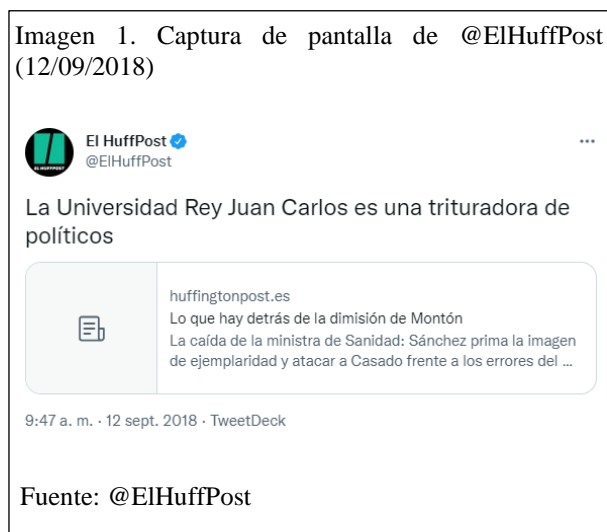 Imagen 1. Captura de pantalla de @ElHuffPost
(12/09/2018)
EL HUFFPOST
El HuffPost
@ElHuffPost
La Universidad Rey Juan Carlos es una trituradora de
políticos
huffingtonpost.es
Lo que hay detrás de la dimisión de Montón
La caída de la ministra de Sanidad: Sánchez prima la imagen
de ejemplaridad y atacar a Casado frente a los errores del ...
9:47 a. m. · 12 sept. 2018 · TweetDeck
Fuente: @ElHuffPost